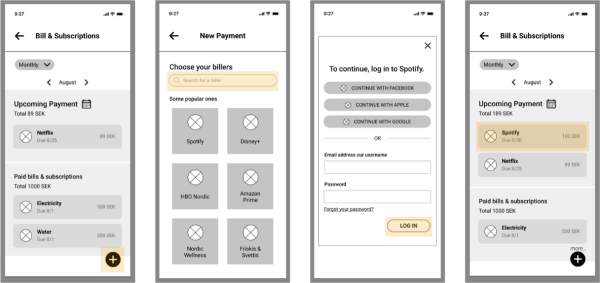 9:27
Bill & Subscriptions
Monthly
August
Upcoming Payment
Total 89 SEK
Netflix
Due 8/25
89 SEK
Paid bills & subscriptions
Total 1000 SEK
Electricity
Due 8/1
500 SEK
Water
Due 8/1
500 SEK
9:27
New Payment
Choose your billers
Search for a biller
Some popular ones
Spotify
Disney+
HBO Nordic
Amazon
Prime
Nordic
Wellness
Friskis &
Svettis
9:27
To continue, log in to Spotify.
CONTINUE WITH FACEBOOK
CONTINUE WITH APPLE
CONTINUE WITH GOOGLE
OR
Email address our username
Password
Forgot your password?
LOG IN
9:27
Bill & Subscriptions
Monthly
August
Upcoming Payment
Total 189 SEK
Spotify
Due 8/30
100 SEK
Netflix
Due 8/25
89 SEK
Paid bills & subscriptions
Total 1000 SEK
Electricity
Due 8/1
500 SEK
more...